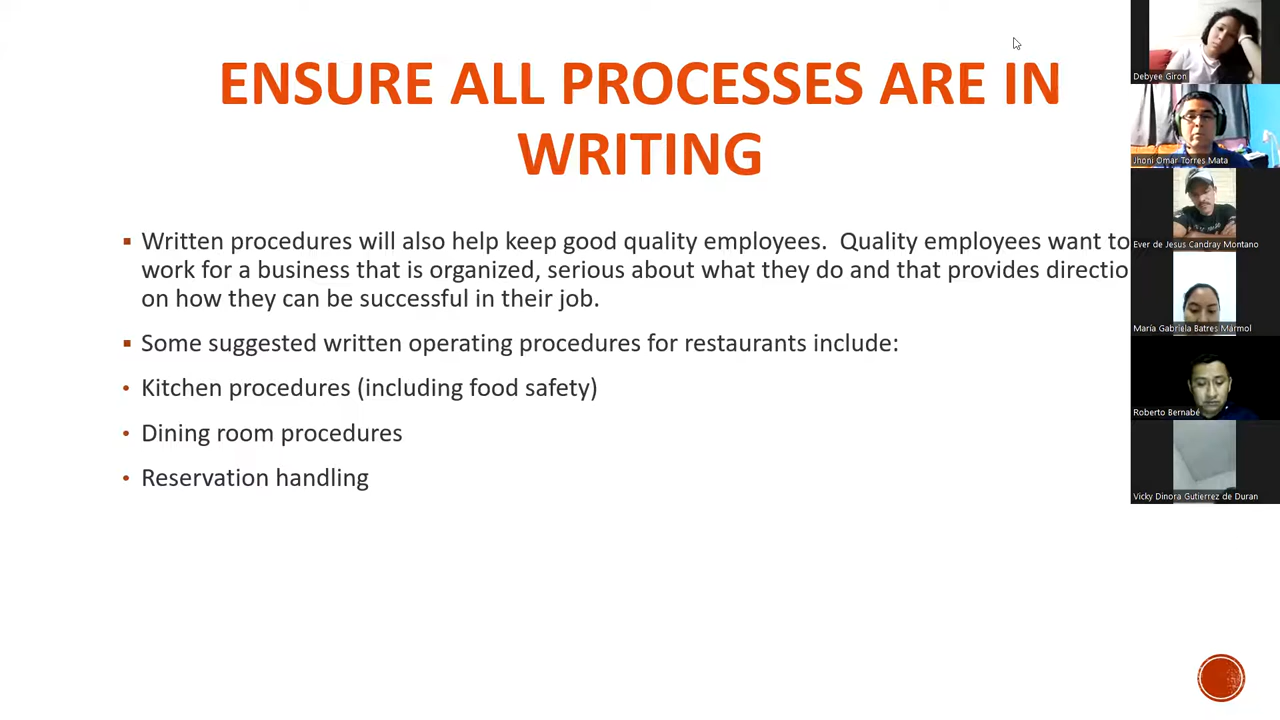 ENSURE ALL PROCESSES ARE IN
WRITING
Written procedures will also help keep good quality employees. Quality employees want to
work for a business that is organized, serious about what they do and that provides directio
on how they can be successful in their job.
Some suggested written operating procedures for restaurants include:
Kitchen procedures (including food safety)
Dining room procedures
Reservation handling
Debyee Giron
Jhoni Omar Torres Mata
Ever de Jesus Candray Montano
María Gabriela Batres Mármol
Roberto Bernabé
Vicky Dinora Gutierrez de Duran